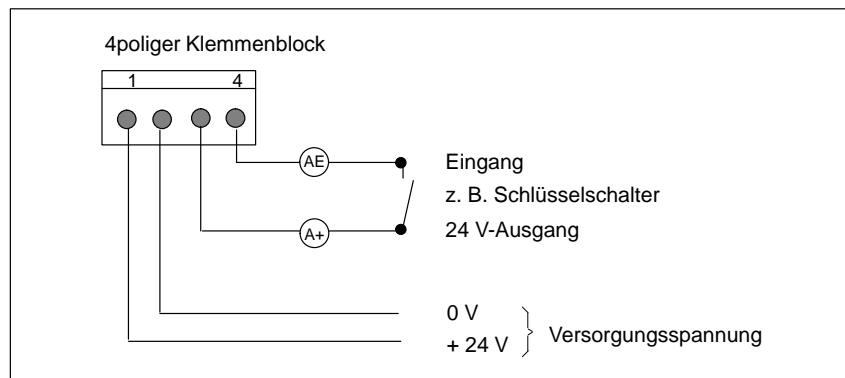 4poliger Klemmenblock
1 4
AE
Eingang
z. B. Schlüsselschalter
A+
24 V-Ausgang
0 V
+ 24 V
Versorgungsspannung